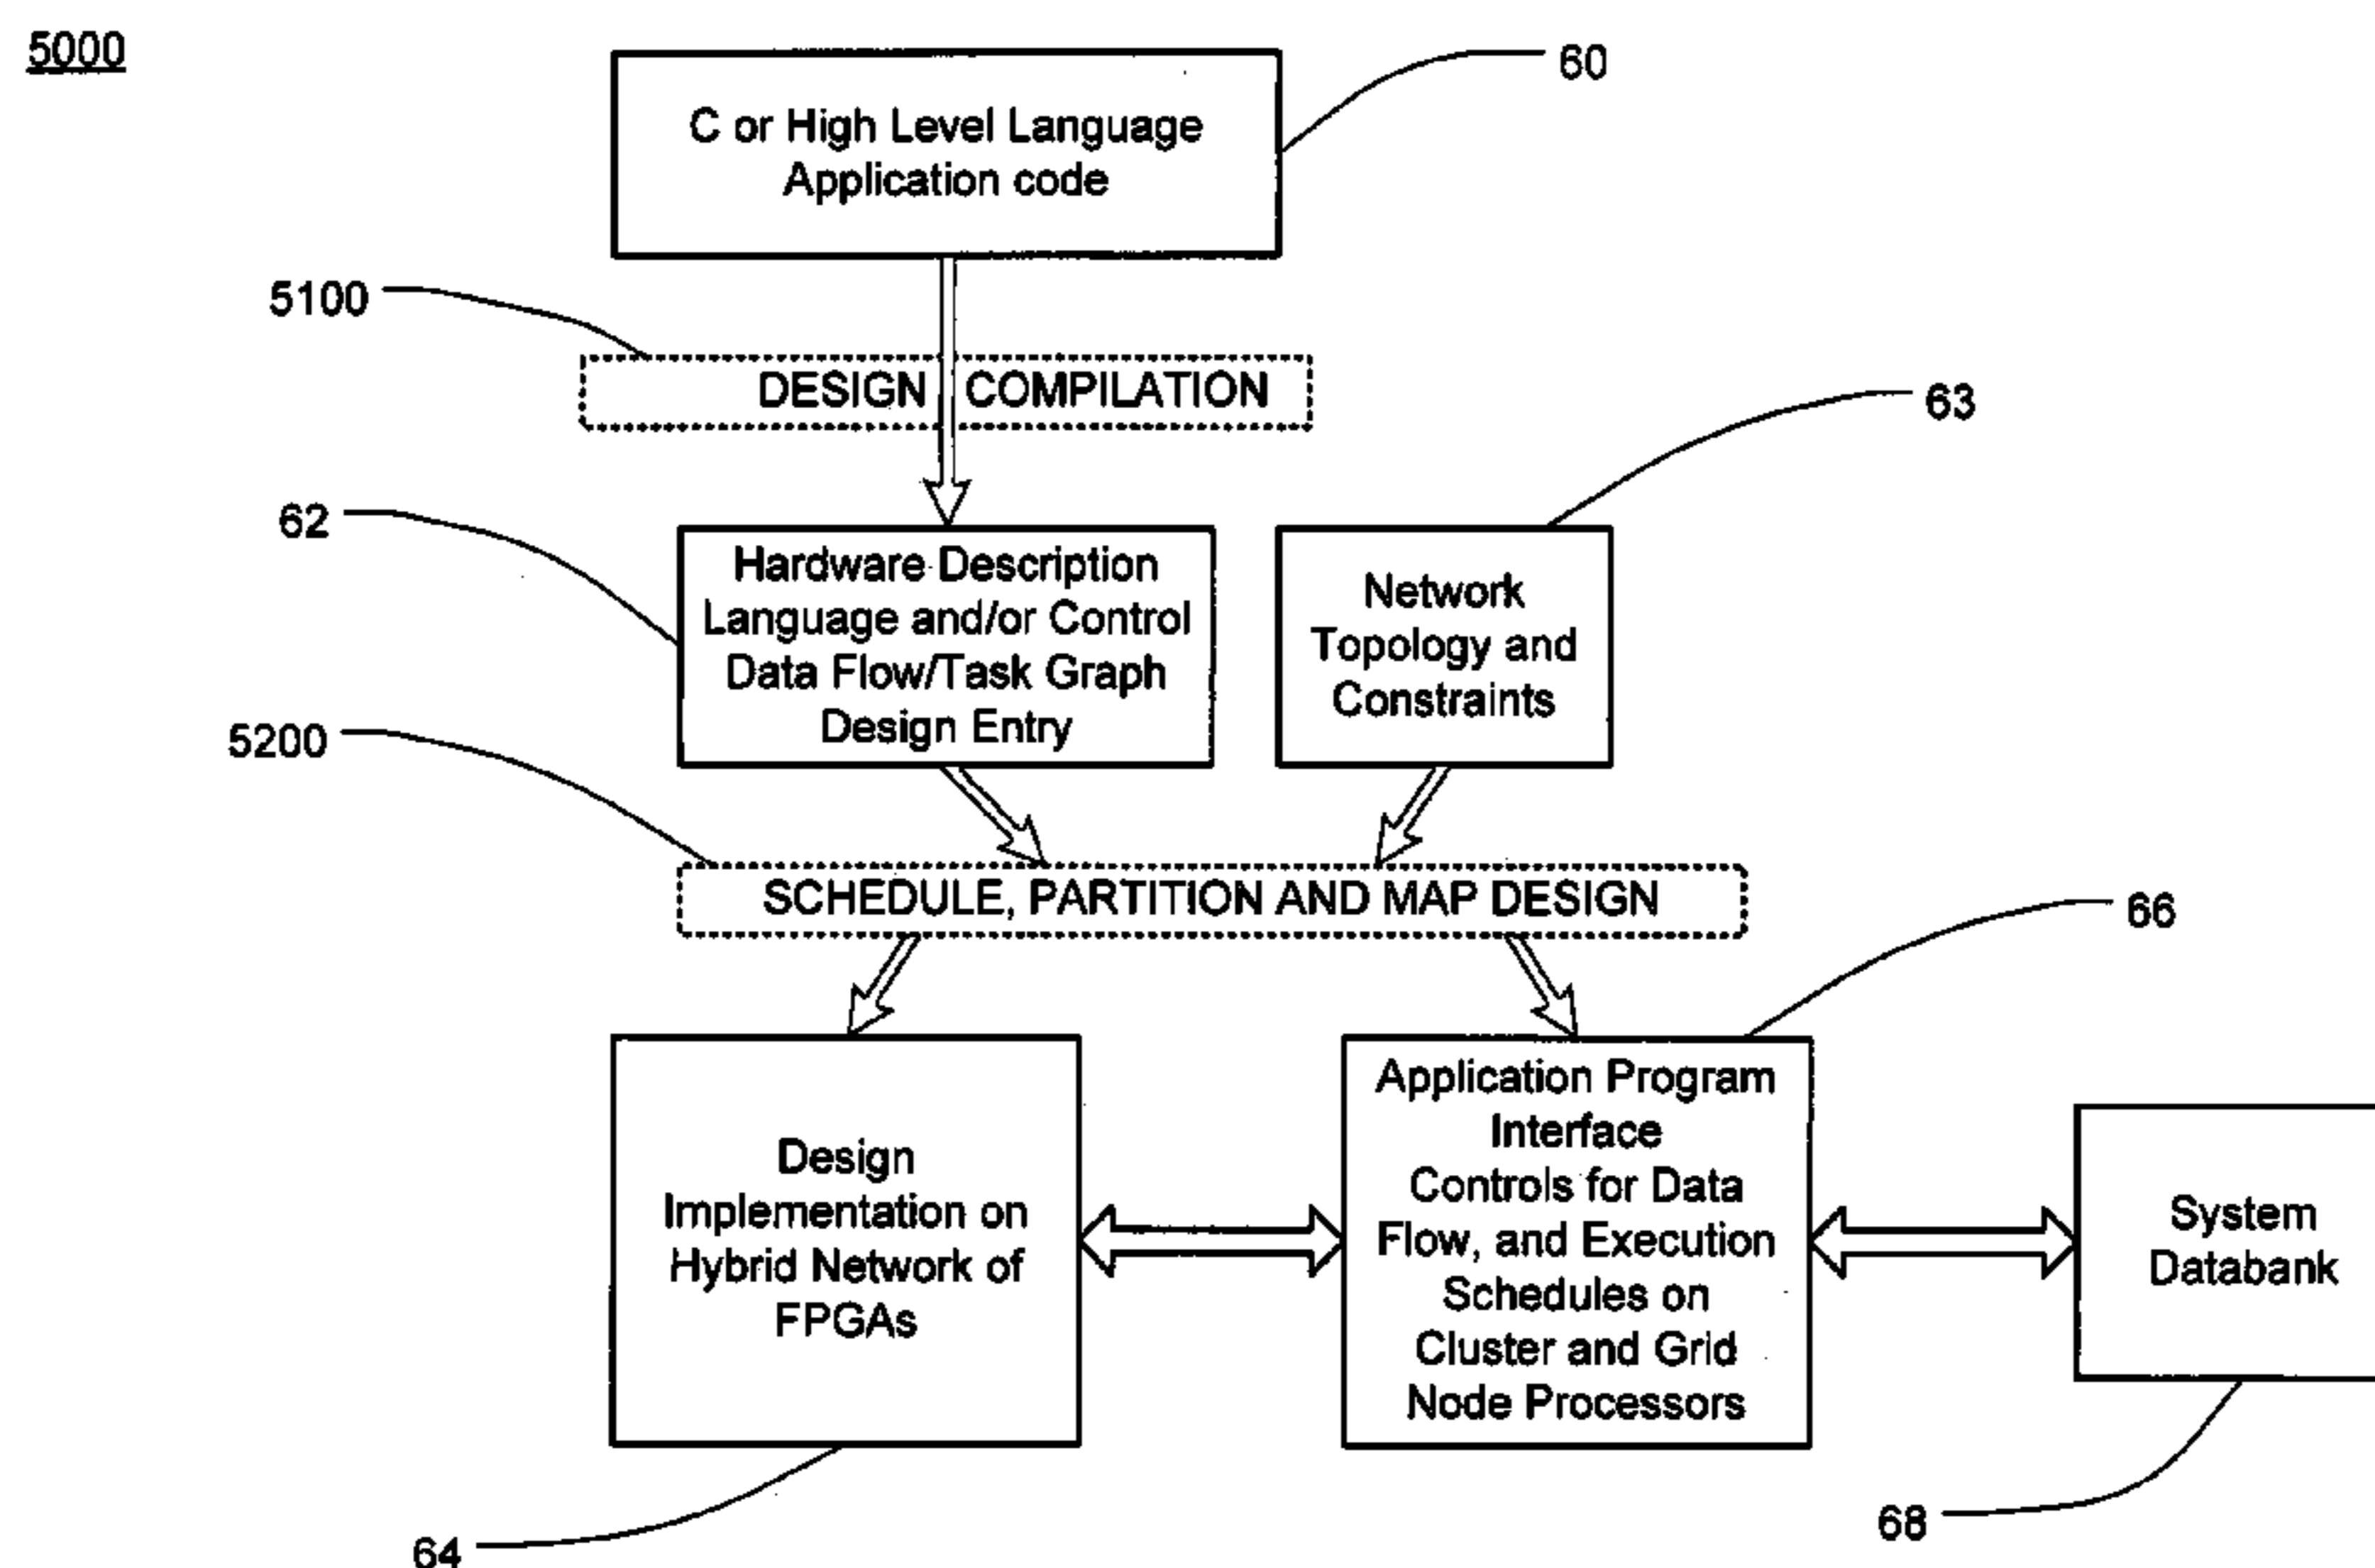 5000
60
C or High Level Language
Application code
5100
DESIGN COMPILATION
63
62
Hardware Description
Language and/or Control
Data Flow/Task Graph
Design Entry
Network
Topology and
Constraints
5200
SCHEDULE, PARTITION AND MAP DESIGN
66
Design
Implementation on
Hybrid Network of
FPGAs
Application Program
Interface
Controls for Data
Flow, and Execution
Schedules on
Cluster and Grid
Node Processors
System
Databank
64
68